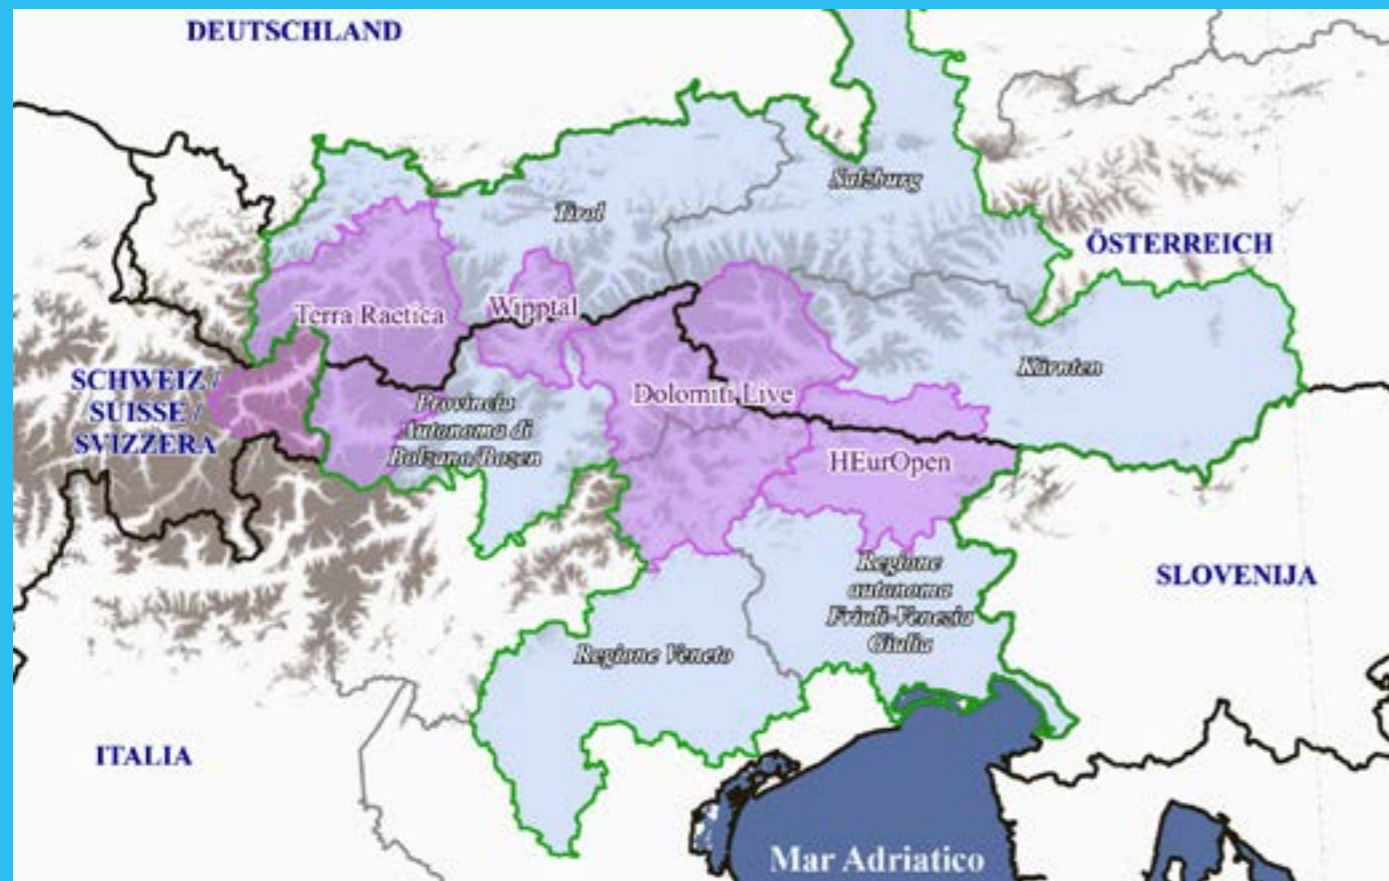 DEUTSCHLAND
Salzburg
Tirol
ÖSTERREICH
Terra Raetica
Wipptal
SCHWEIZ /
SUISSE /
SVIZZERA
Kärnten
Dolomiti Live
Provincia
Autonoma di
Bolzano/Bozen
HEurOpen
Regione
autonoma
Friuli-Venezia
Giulia
SLOVENIJA
Regione Veneto
ITALIA
Mar Adriatico